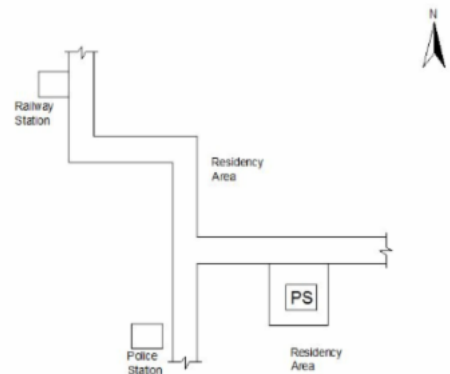 N
Railway
Station
Residency
Area
PS
Police
Station
Residency
Area